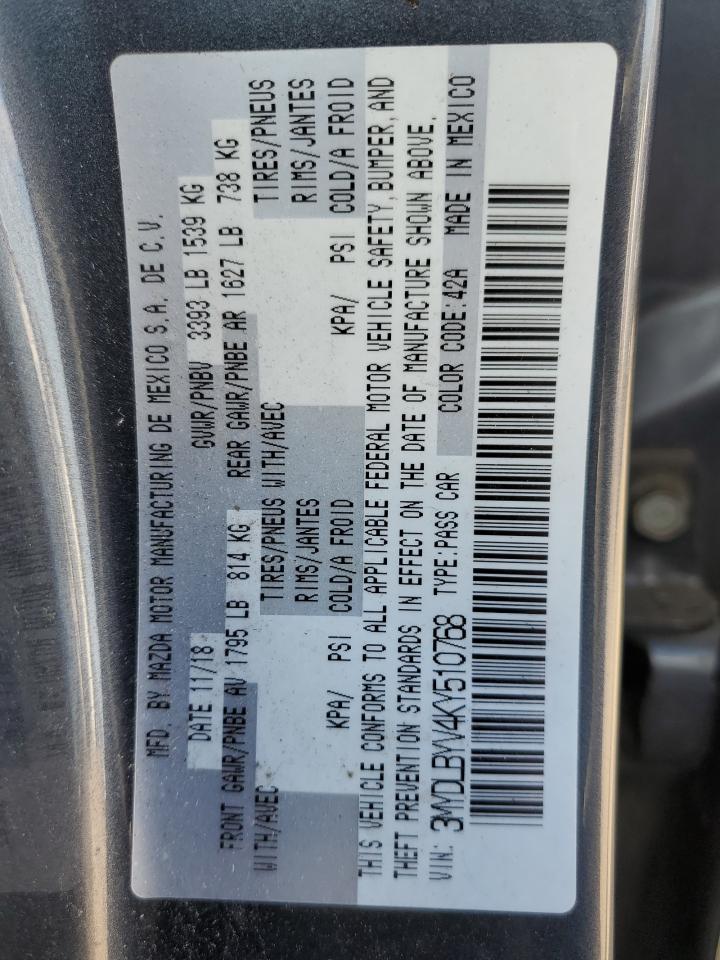 MFD. BY MAZDA MOTOR MANUFACTURING DE MEXICO S.A. DE C.V.
DATE 11/18 GVWR/PNBV 3393 LB 1539 KG
FRONT GAWR/PNBE AV 1795 LB 814 KG REAR GAWR/PNBE AR 1627 LB 738 KG
WITH/AVEC TIRES/PNEUS WITH/AVEC TIRES/PNEUS
RIMS/JANTES RIMS/JANTES
KPA/ PSI COLD/A FROID KPA/ PSI COLD/A FROID
THIS VEHICLE CONFORMS TO ALL APPLICABLE FEDERAL MOTOR VEHICLE SAFETY, BUMPER, AND
THEFT PREVENTION STANDARDS IN EFFECT ON THE DATE OF MANUFACTURE SHOWN ABOVE.
VIN: 3MYDLBYV4KY510768 TYPE:PASS CAR COLOR CODE:42A MADE IN MEXICO